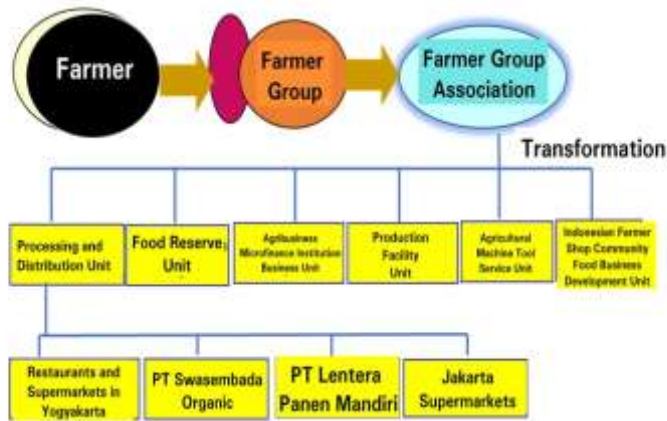 Farmer
Farmer
Group
Farmer Group
Association
Transformation
Processing and
Distribution Unit
Food Reserve
Unit
Agribusiness
Microfinance Institution
Business Unit
Production
Facility
Unit
Agricultural
Machine Tool
Service Unit
Indonesian Farmer
Shop Community
Food Business
Development Unit
Restaurants and
Supermarkets in
Yogyakarta
PT Swasembada
Organic
PT Lentera
Panen Mandiri
Jakarta
Supermarkets